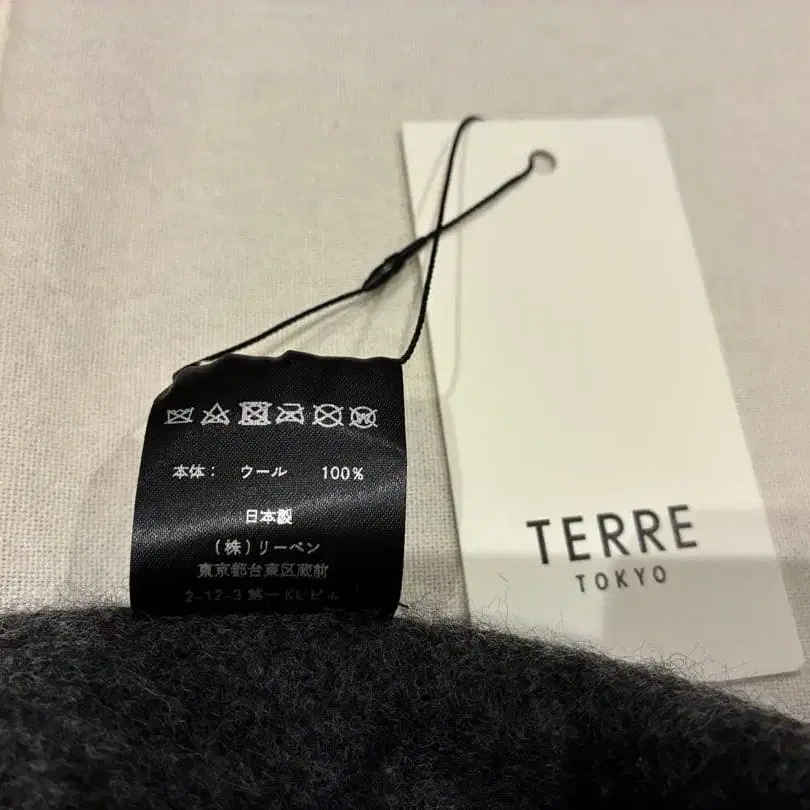 本体： ウール 100%
日本製
(株)リーベン
東京都台東区蔵前
2-12-3 第一KLビル
TERRE
TOKYO